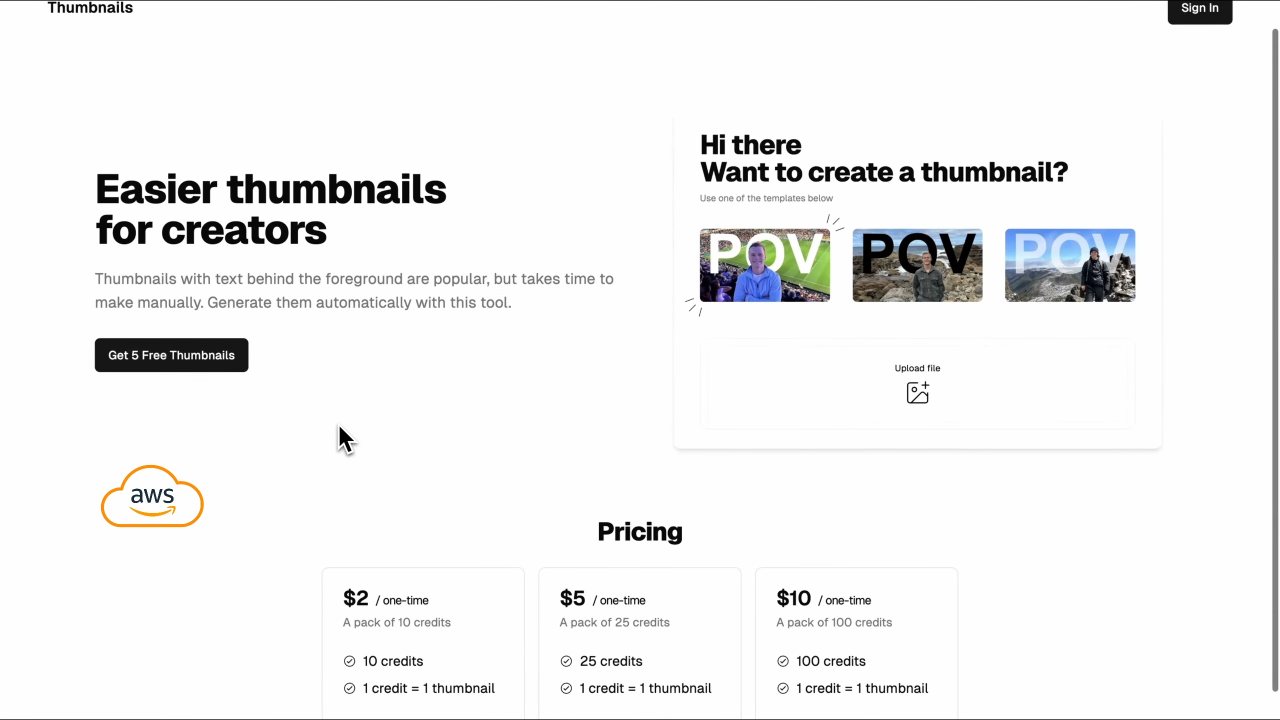 Thumbnails
Sign In
Easier thumbnails
for creators
Thumbnails with text behind the foreground are popular, but takes time to
make manually. Generate them automatically with this tool.
Get 5 Free Thumbnails
Hi there
Want to create a thumbnail?
Use one of the templates below
POV
POV
POV
Upload file
aws
Pricing
$2 / one-time
A pack of 10 credits
10 credits
1 credit = 1 thumbnail
$5 / one-time
A pack of 25 credits
25 credits
1 credit = 1 thumbnail
$10 / one-time
A pack of 100 credits
100 credits
1 credit = 1 thumbnail